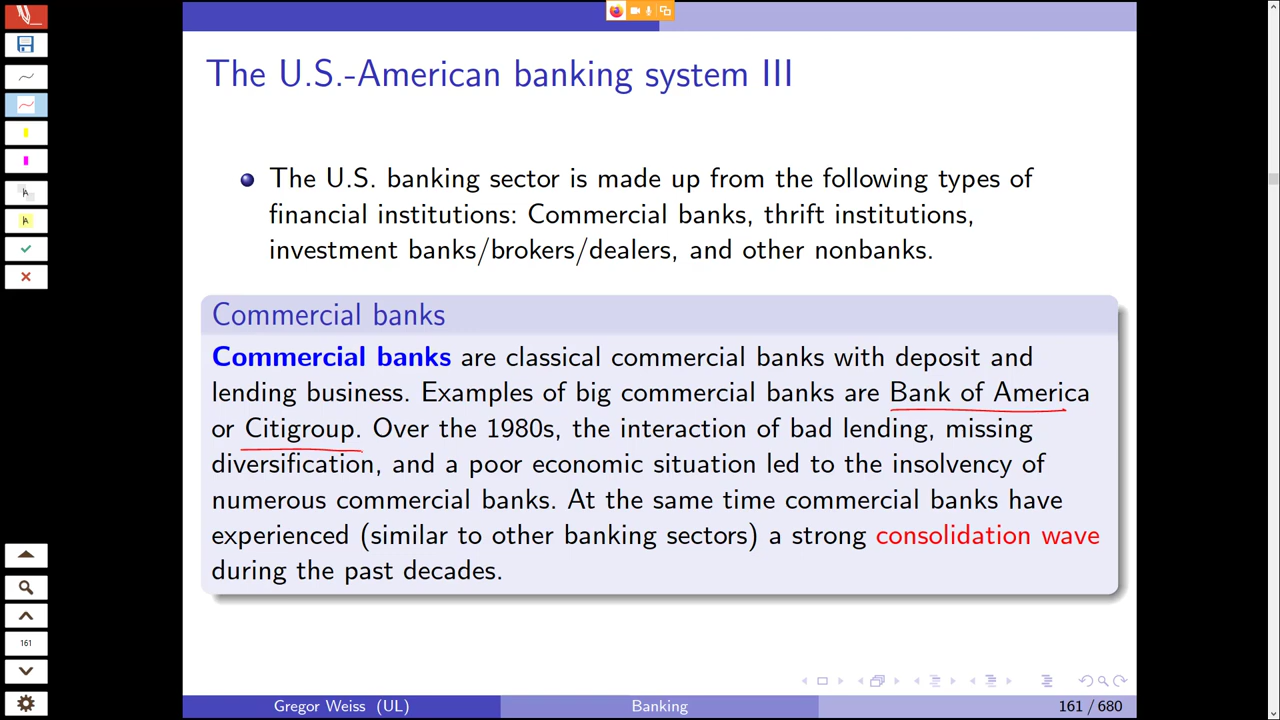 The U.S.-American banking system III
The U.S. banking sector is made up from the following types of
financial institutions: Commercial banks, thrift institutions,
investment banks/brokers/dealers, and other nonbanks.
Commercial banks
Commercial banks are classical commercial banks with deposit and
lending business. Examples of big commercial banks are Bank of America
or Citigroup. Over the 1980s, the interaction of bad lending, missing
diversification, and a poor economic situation led to the insolvency of
numerous commercial banks. At the same time commercial banks have
experienced (similar to other banking sectors) a strong consolidation wave
during the past decades.
161
Gregor Weiss (UL) Banking 161 / 680